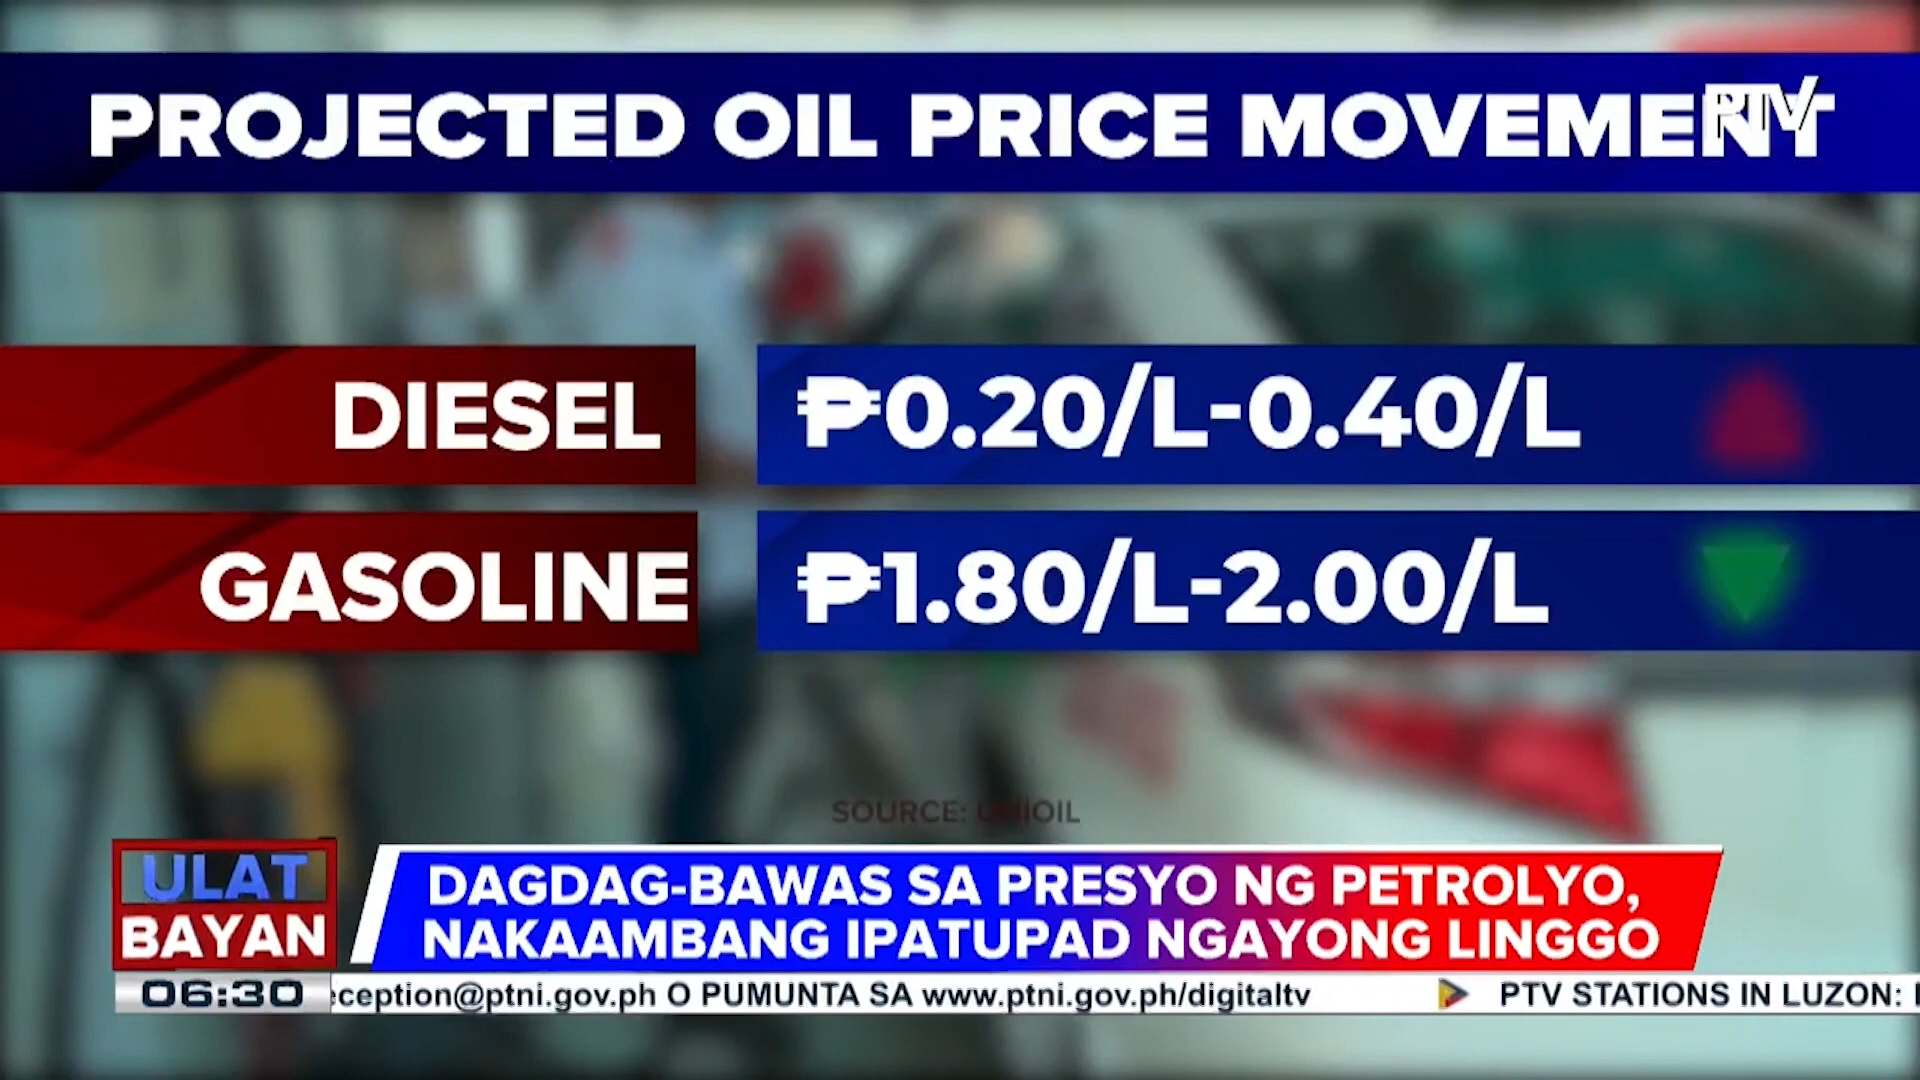 PROJECTED OIL PRICE MOVEMENT
PTV
DIESEL
₱0.20/L-0.40/L
GASOLINE
₱1.80/L-2.00/L
SOURCE: UNIOIL
ULAT
BAYAN
DAGDAG-BAWAS SA PRESYO NG PETROLYO,
NAKAAMBANG IPATUPAD NGAYONG LINGGO
06:30
eception@ptni.gov.ph O PUMUNTA SA www.ptni.gov.ph/digitaltv
PTV STATIONS IN LUZON: